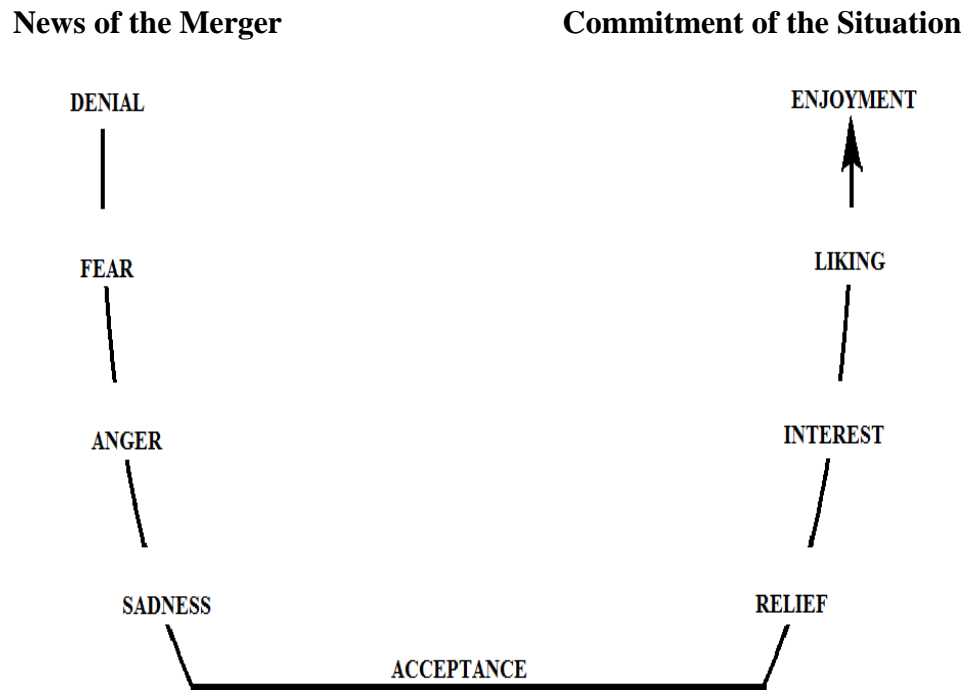 News of the Merger
Commitment of the Situation
DENIAL
ENJOYMENT
FEAR
LIKING
ANGER
INTEREST
SADNESS
RELIEF
ACCEPTANCE